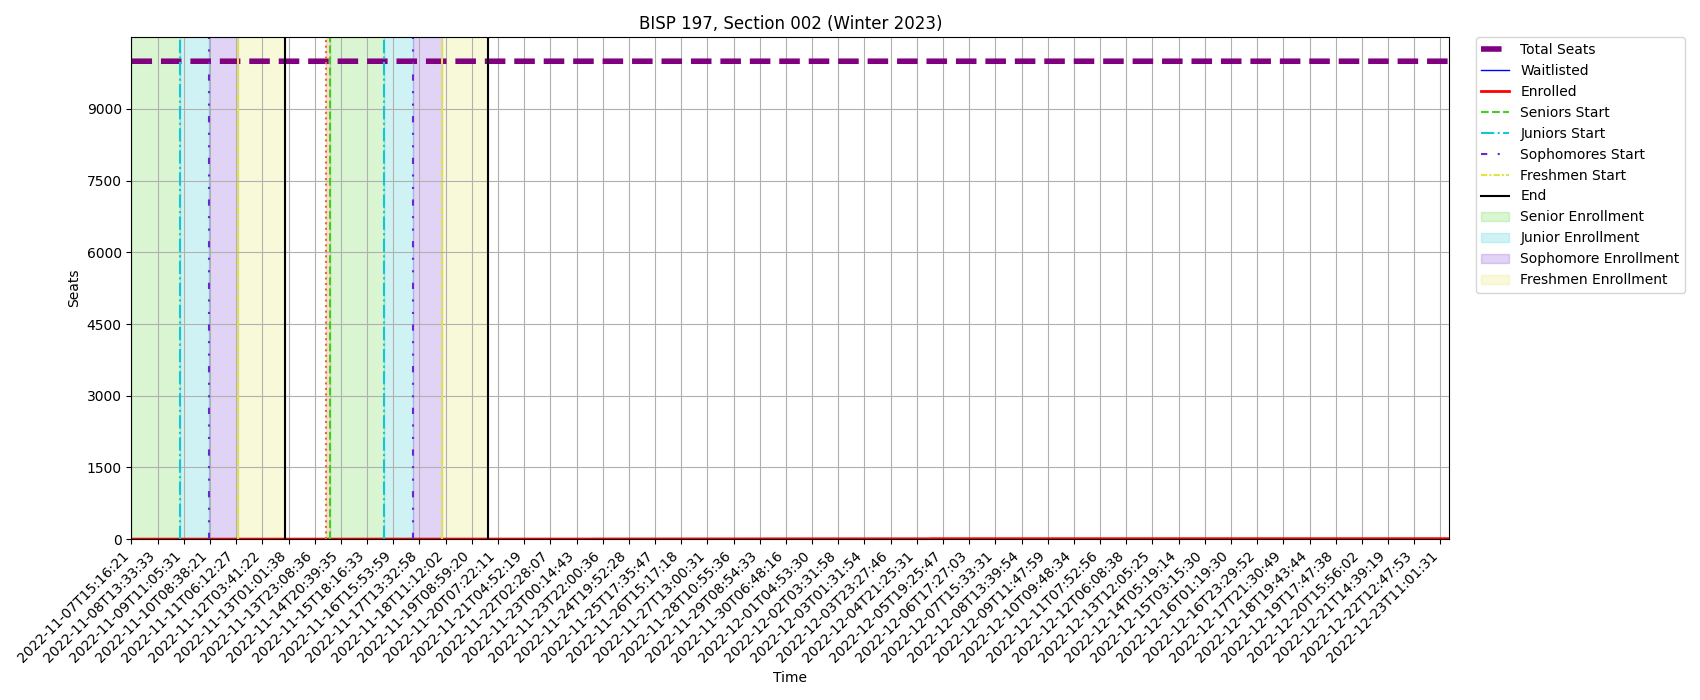 BISP 197, Section 002 (Winter 2023)
Total Seats
Waitlisted
Enrolled
Seniors Start
Juniors Start
Sophomores Start
Freshmen Start
End
Senior Enrollment
Junior Enrollment
Sophomore Enrollment
Freshmen Enrollment
Seats
9000
7500
6000
4500
3000
1500
0
2022-11-07T15:16:21
2022-11-08T13:33:33
2022-11-09T11:05:31
2022-11-10T08:38:21
2022-11-11T06:12:27
2022-11-12T03:41:22
2022-11-13T01:01:38
2022-11-13T23:08:36
2022-11-14T20:39:35
2022-11-15T18:16:33
2022-11-16T15:53:59
2022-11-17T13:32:58
2022-11-18T11:12:02
2022-11-19T08:59:20
2022-11-20T07:22:11
2022-11-21T04:52:19
2022-11-22T02:28:07
2022-11-23T00:14:43
2022-11-23T22:00:36
2022-11-24T19:52:28
2022-11-25T17:35:47
2022-11-26T15:17:18
2022-11-27T13:00:31
2022-11-28T10:55:36
2022-11-29T08:54:33
2022-11-30T06:48:16
2022-12-01T04:53:30
2022-12-02T03:31:58
2022-12-03T01:31:54
2022-12-03T23:27:46
2022-12-04T21:25:31
2022-12-05T19:25:47
2022-12-06T17:27:03
2022-12-07T15:33:31
2022-12-08T13:39:54
2022-12-09T11:47:59
2022-12-10T09:48:34
2022-12-11T07:52:56
2022-12-12T06:08:38
2022-12-13T12:05:25
2022-12-14T05:19:14
2022-12-15T03:15:30
2022-12-16T01:19:30
2022-12-16T23:29:52
2022-12-17T21:30:49
2022-12-18T19:43:44
2022-12-19T17:47:38
2022-12-20T15:56:02
2022-12-21T14:39:19
2022-12-22T12:47:53
2022-12-23T11:01:31
Time